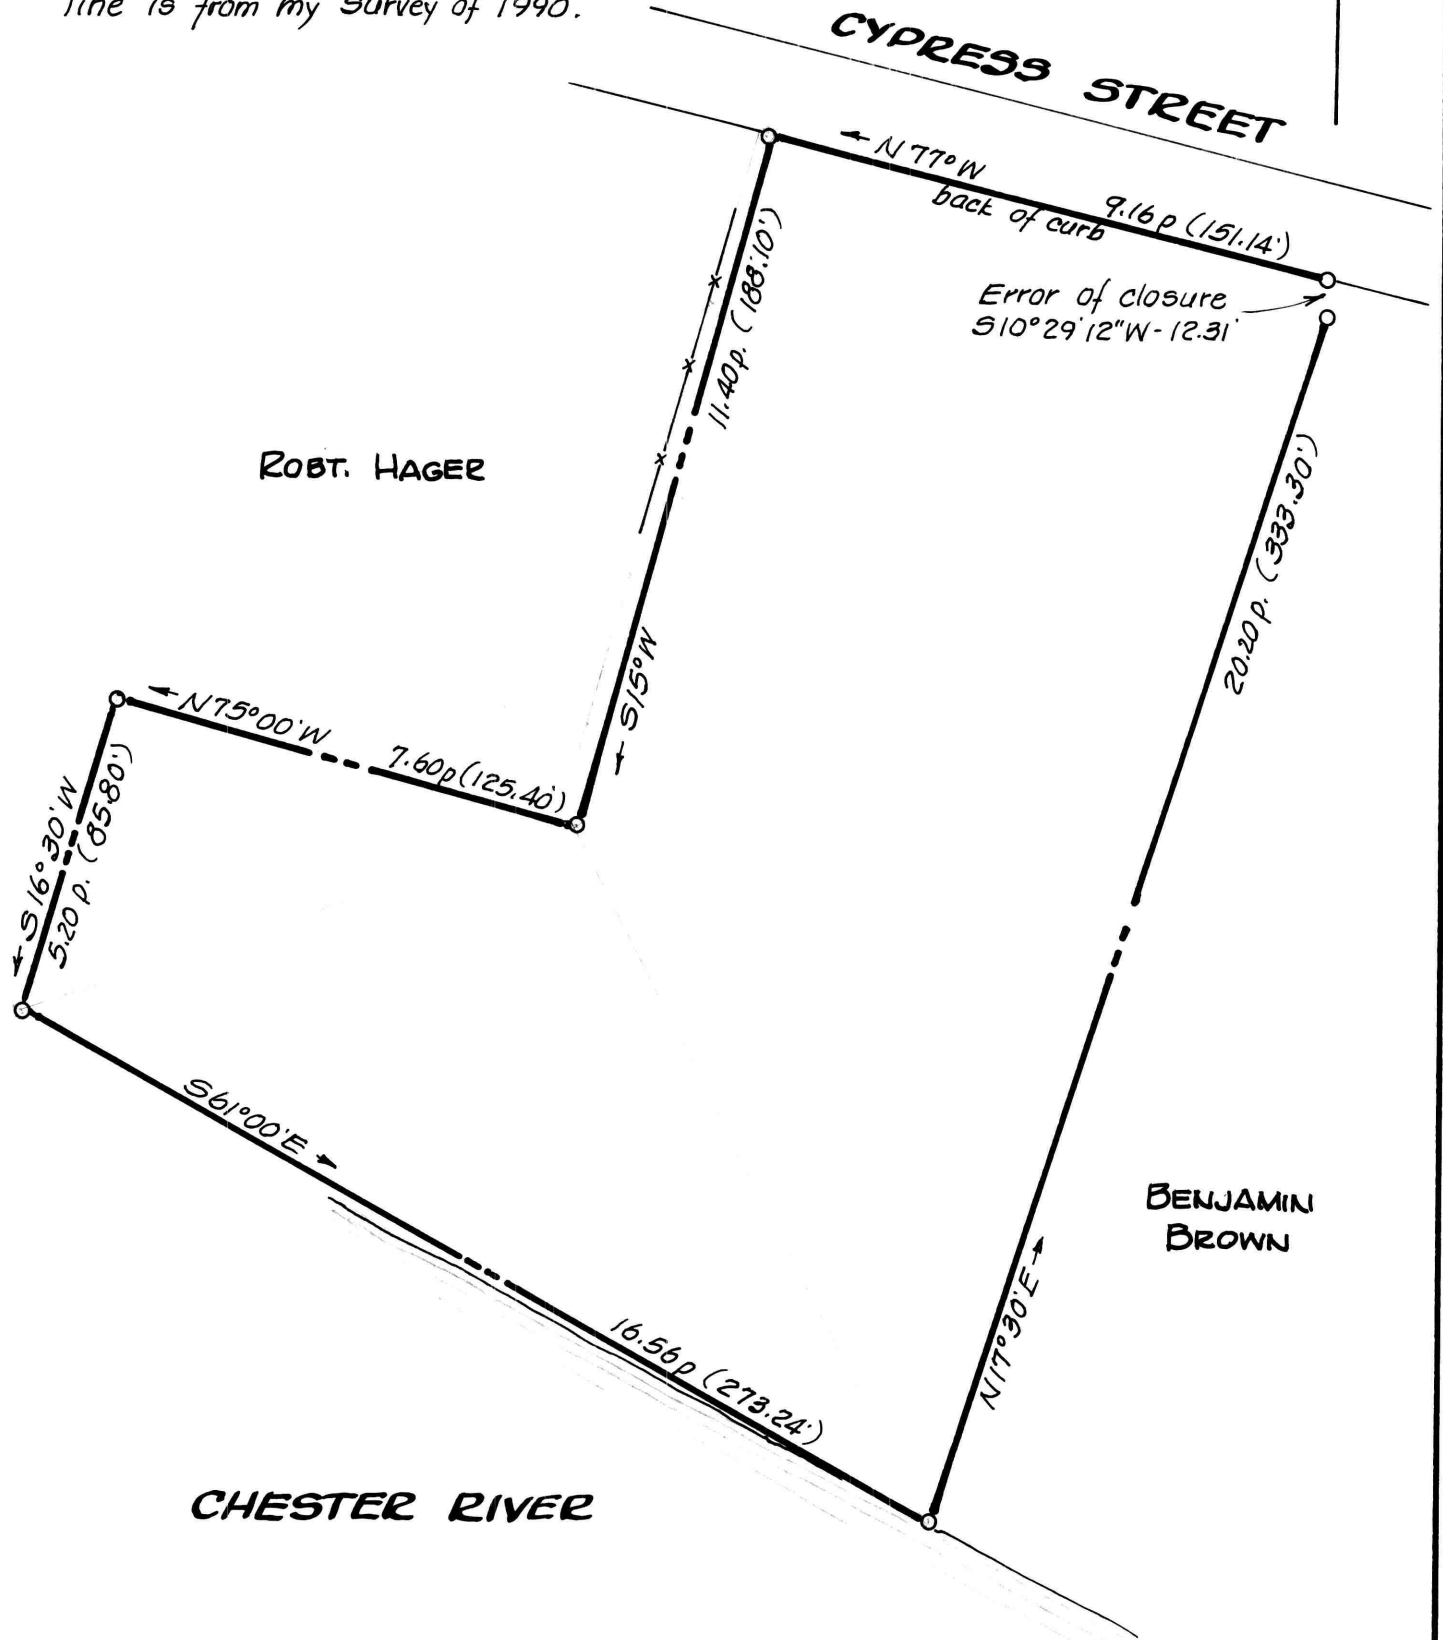 line is from my survey of 1990.
CYPRESS STREET
N77°W
back of curb
9.16p (151.14')
Error of closure
S10°29'12"W-12.31'
11.40p. (188.10')
S15°W
ROBT. HAGER
20.20p. (333.30')
N75°00'W
7.60p(125.40')
S16°30'W
5.20p. (85.80')
S61°00'E
16.56p (273.24')
N17°30'E
BENJAMIN
BROWN
CHESTER RIVER